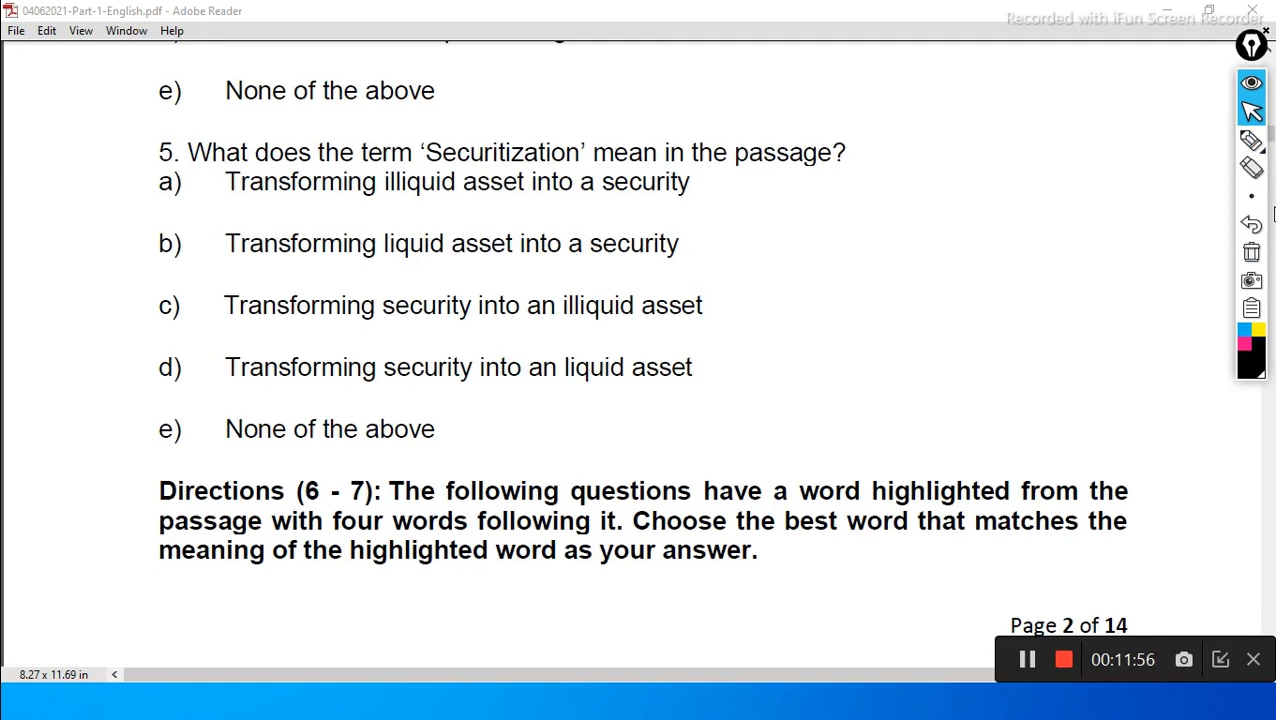 04062021-Part-1-English.pdf - Adobe Reader
Recorded with iFun Screen Recorder
File Edit View Window Help
e) None of the above
5. What does the term ‘Securitization’ mean in the passage?
a) Transforming illiquid asset into a security
b) Transforming liquid asset into a security
c) Transforming security into an illiquid asset
d) Transforming security into an liquid asset
e) None of the above
Directions (6 - 7): The following questions have a word highlighted from the
passage with four words following it. Choose the best word that matches the
meaning of the highlighted word as your answer.
Page 2 of 14
00:11:56
8.27 x 11.69 in